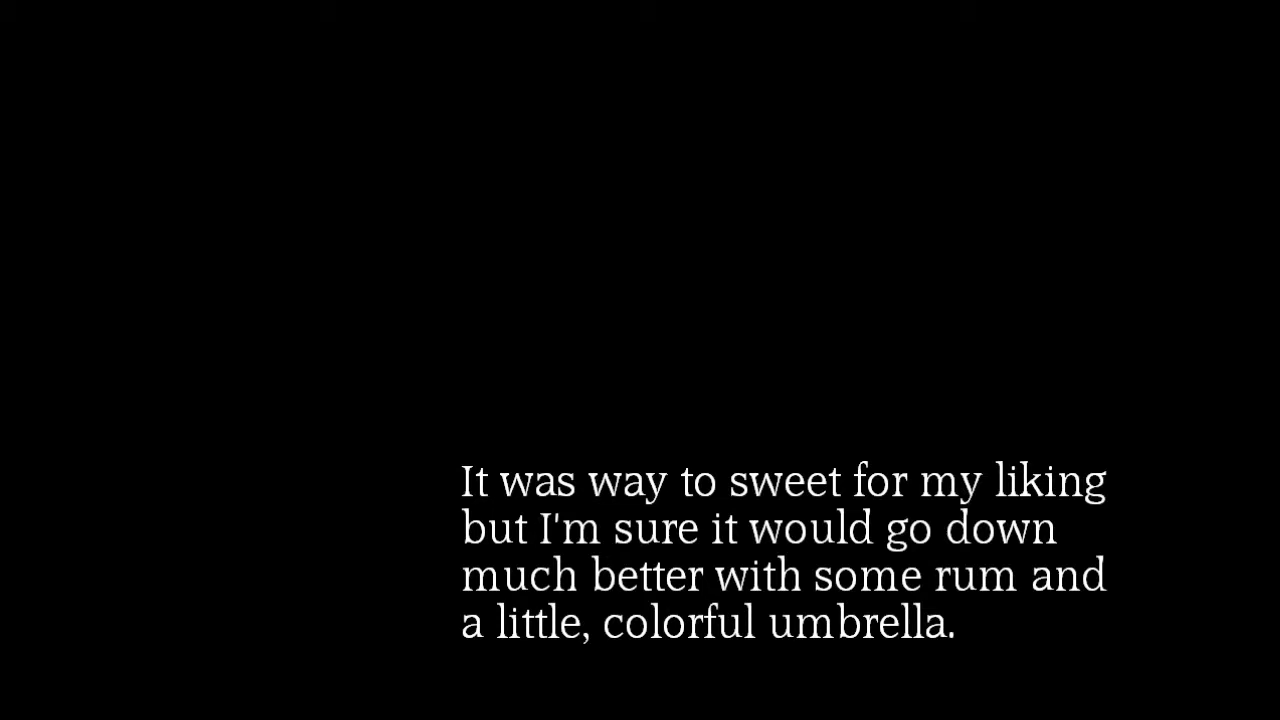 It was way to sweet for my liking
but I'm sure it would go down
much better with some rum and
a little, colorful umbrella.